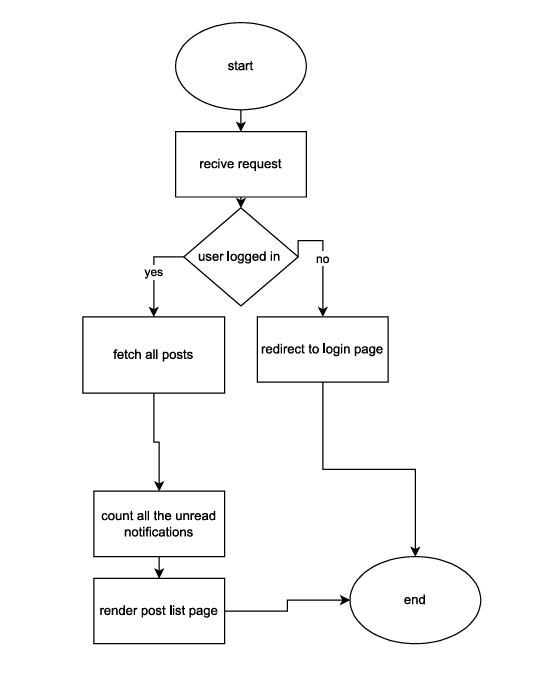 start
recive request
user logged in
yes
no
fetch all posts
redirect to login page
count all the unread
notifications
render post list page
end